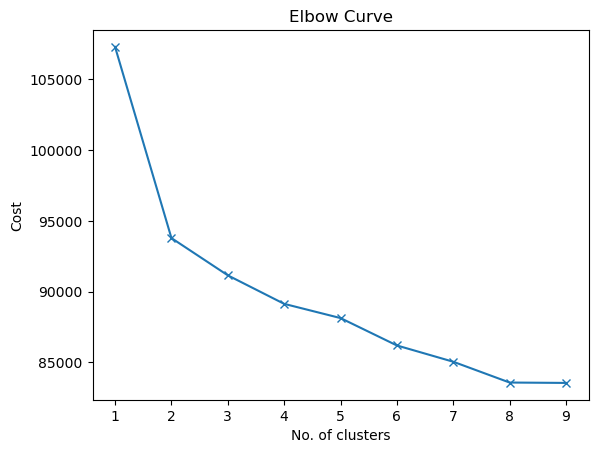 Elbow Curve
Cost
105000
100000
95000
90000
85000
1 2 3 4 5 6 7 8 9
No. of clusters